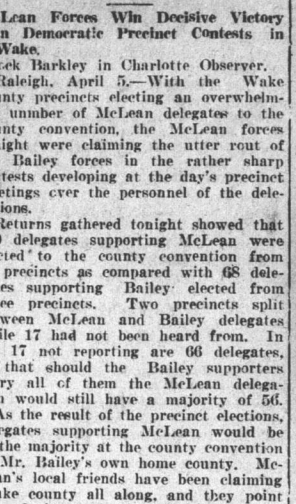 Lean Forces Win Decisive Victory
n Democratic Precinct Contests in
Wake.
ck Barkley in Charlotte Observer.
Raleigh, April 5.—With the Wake
nty precincts electing an overwhelm-
number of McLean delegates to the
nty convention, the McLean forces
ight were claiming the utter rout of
Bailey forces in the rather sharp
tests developing at the day's precinct
etings cver the personnel of the dele-
ions.
Returns gathered tonight showed that
delegates supporting McLean were
cted to the county convention from
precincts as compared with 68 dele-
es supporting Bailey elected from
ee precincts. Two precincts split
ween McLean and Bailey delegates
ile 17 had not been heard from. In
17 not reporting are 66 delegates,
that should the Bailey supporters
ry all of them the McLean delega-
n would still have a majority of 56.
As the result of the precinct elections,
egates supporting McLean would be
the majority at the county convention
Mr. Bailey's own home county. Mc-
an's local friends have been claiming
ke county all along, and they point